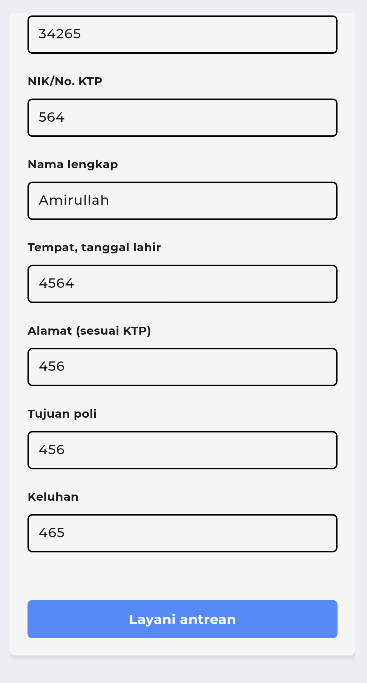 34265
NIK/No. KTP
564
Nama lengkap
Amirullah
Tempat, tanggal lahir
4564
Alamat (sesuai KTP)
456
Tujuan poli
456
Keluhan
465
Layani antrean